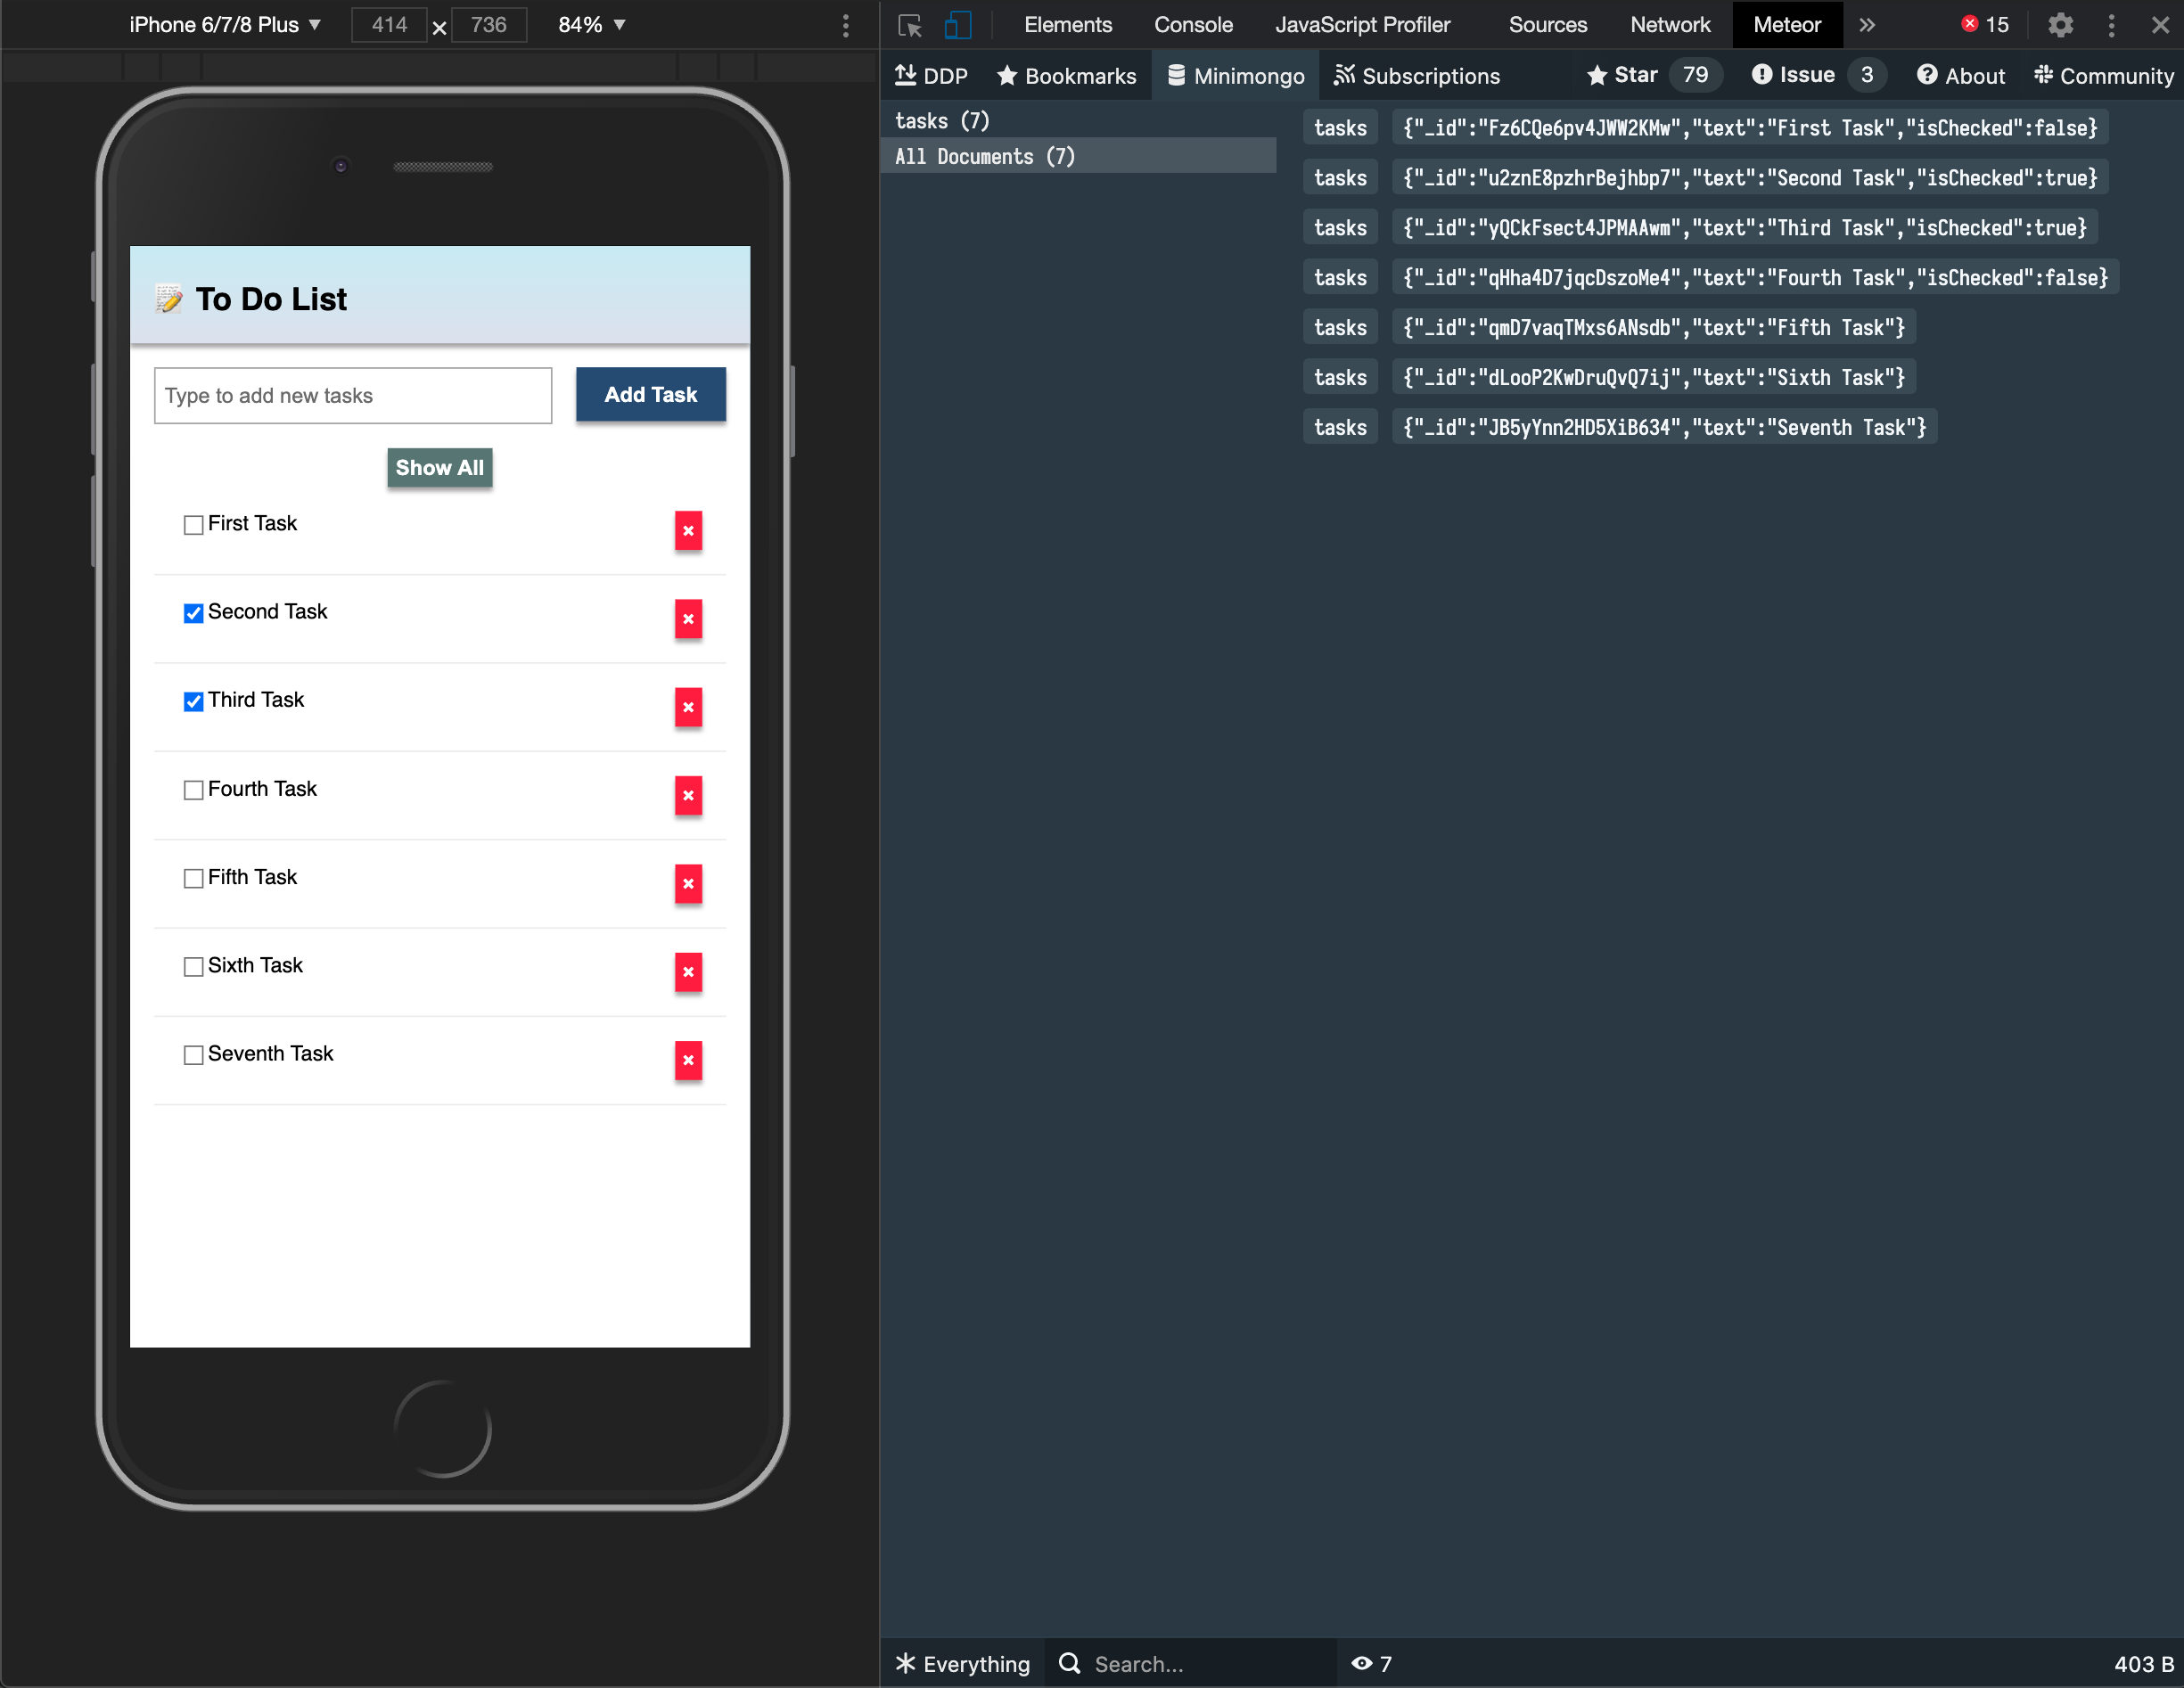 iPhone 6/7/8 Plus ▼ 414 × 736 84% ▼
📝 To Do List
Type to add new tasks Add Task
Show All
First Task ×
Second Task ×
Third Task ×
Fourth Task ×
Fifth Task ×
Sixth Task ×
Seventh Task ×
Elements Console JavaScript Profiler Sources Network Meteor » 15
DDP Bookmarks Minimongo Subscriptions Star 79 Issue 3 About Community
tasks (7)
All Documents (7)
tasks {"_id":"Fz6CQe6pv4JWW2KMw","text":"First Task","isChecked":false}
tasks {"_id":"u2znE8pzhrBejhbp7","text":"Second Task","isChecked":true}
tasks {"_id":"yQCkFsect4JPMAAwm","text":"Third Task","isChecked":true}
tasks {"_id":"qHha4D7jqcDszoMe4","text":"Fourth Task","isChecked":false}
tasks {"_id":"qmD7vaqTMxs6ANsdb","text":"Fifth Task"}
tasks {"_id":"dLooP2KwDruQvQ7ij","text":"Sixth Task"}
tasks {"_id":"JB5yYnn2HD5XiB634","text":"Seventh Task"}
Everything Search... 7 403 B